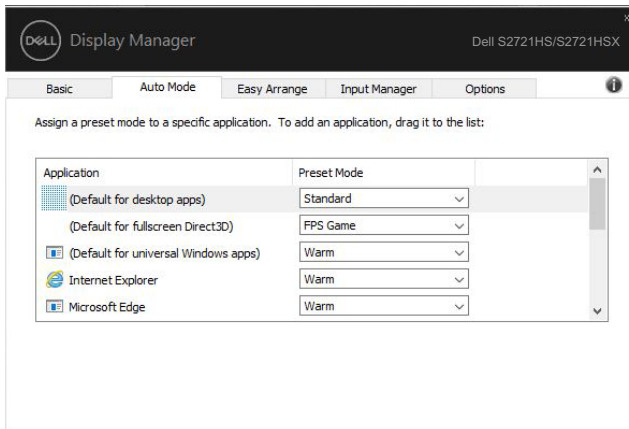 DELL Display Manager
Dell S2721HS/S2721HSX
Basic Auto Mode Easy Arrange Input Manager Options
Assign a preset mode to a specific application. To add an application, drag it to the list:
Application Preset Mode
(Default for desktop apps) Standard
(Default for fullscreen Direct3D) FPS Game
(Default for universal Windows apps) Warm
Internet Explorer Warm
Microsoft Edge Warm